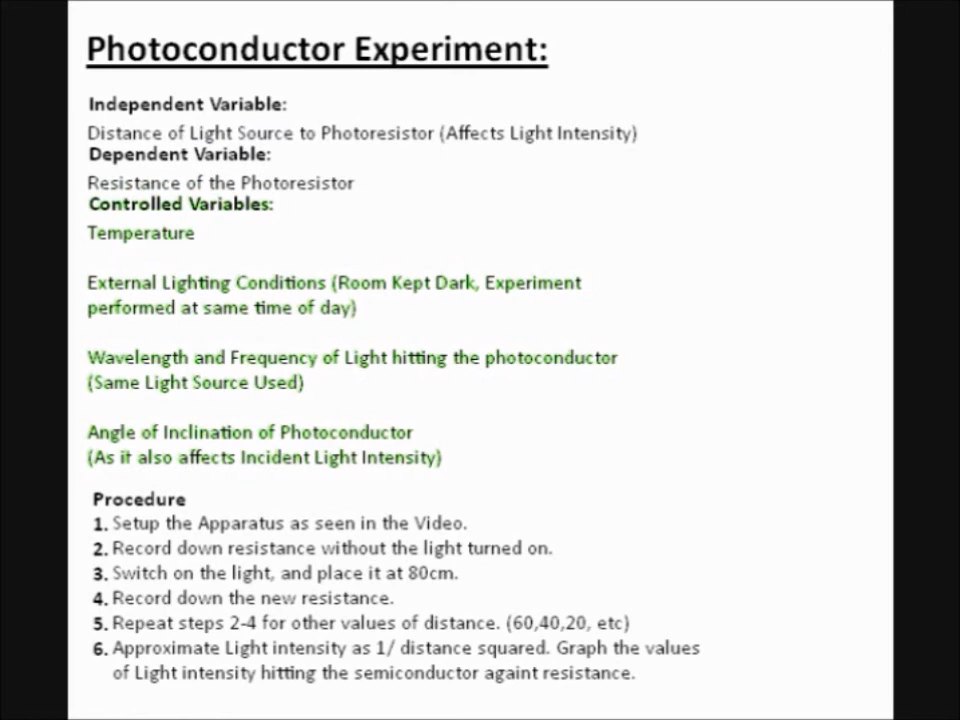 Photoconductor Experiment:
Independent Variable:
Distance of Light Source to Photoresistor (Affects Light Intensity)
Dependent Variable:
Resistance of the Photoresistor
Controlled Variables:
Temperature
External Lighting Conditions (Room Kept Dark, Experiment
performed at same time of day)
Wavelength and Frequency of Light hitting the photoconductor
(Same Light Source Used)
Angle of Inclination of Photoconductor
(As it also affects Incident Light Intensity)
Procedure
1. Setup the Apparatus as seen in the Video.
2. Record down resistance without the light turned on.
3. Switch on the light, and place it at 80cm.
4. Record down the new resistance.
5. Repeat steps 2-4 for other values of distance. (60,40,20, etc)
6. Approximate Light intensity as 1/ distance squared. Graph the values
of Light intensity hitting the semiconductor againt resistance.